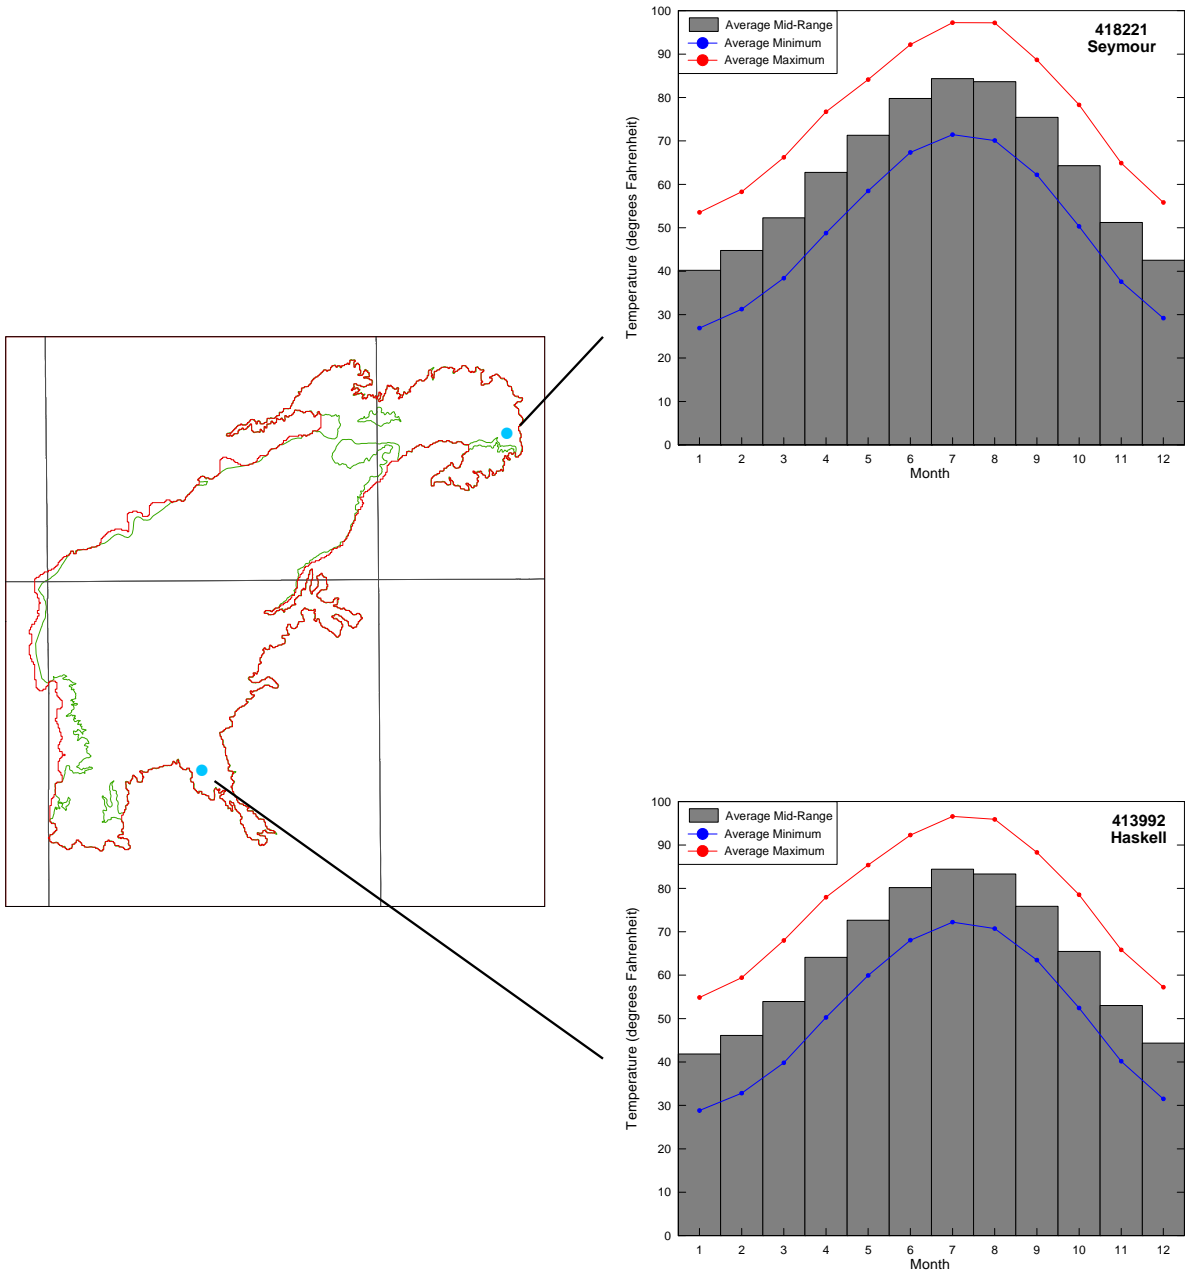 418221
Seymour
Average Mid-Range
Average Minimum
Average Maximum
Temperature (degrees Fahrenheit)
100
90
80
70
60
50
40
30
20
10
0
1 2 3 4 5 6 7 8 9 10 11 12
Month
413992
Haskell
Average Mid-Range
Average Minimum
Average Maximum
Temperature (degrees Fahrenheit)
100
90
80
70
60
50
40
30
20
10
0
1 2 3 4 5 6 7 8 9 10 11 12
Month